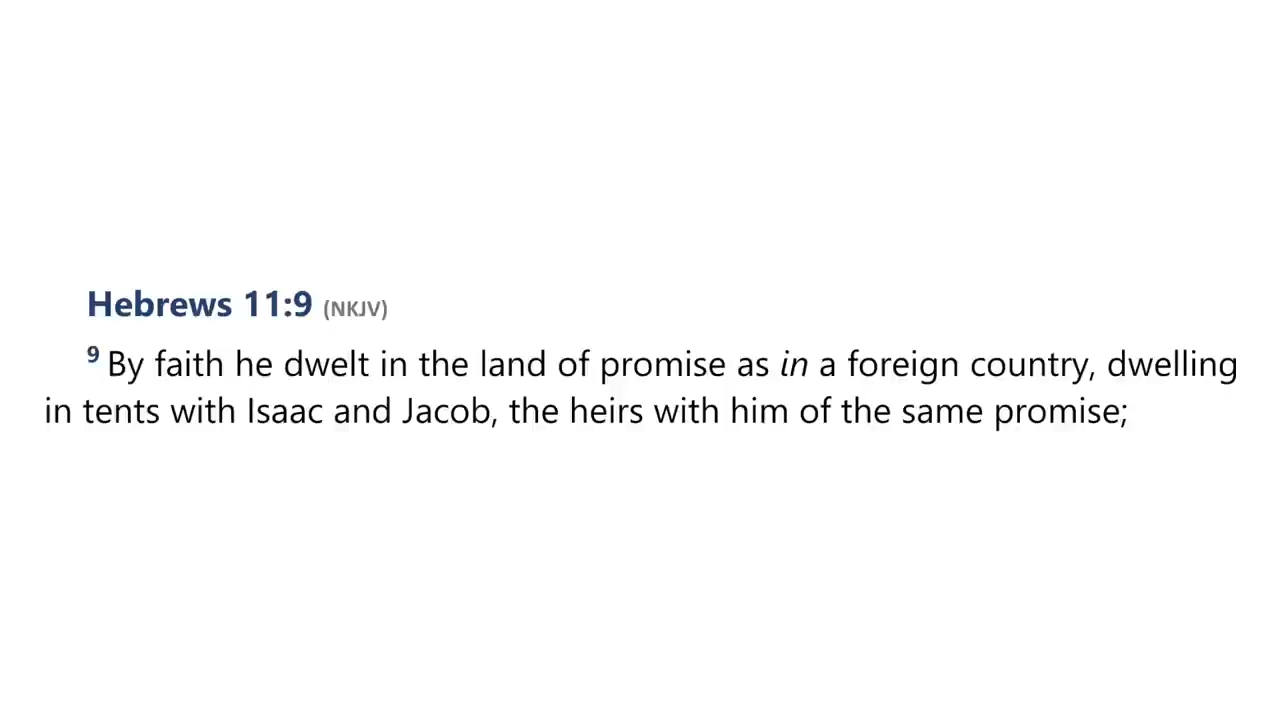 Hebrews 11:9 (NKJV)
9 By faith he dwelt in the land of promise as in a foreign country, dwelling
in tents with Isaac and Jacob, the heirs with him of the same promise;